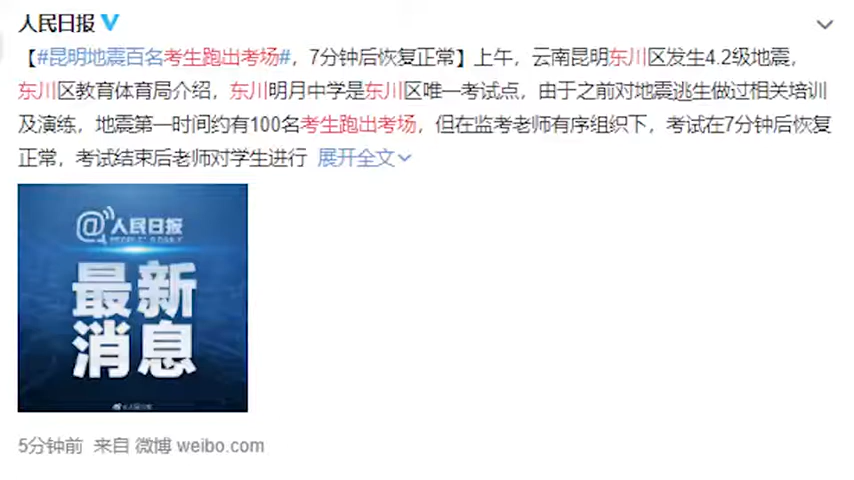 人民日报
【#昆明地震百名考生跑出考场#，7分钟后恢复正常】上午，云南昆明东川区发生4.2级地震，
东川区教育体育局介绍，东川明月中学是东川区唯一考试点，由于之前对地震逃生做过相关培训
及演练，地震第一时间约有100名考生跑出考场，但在监考老师有序组织下，考试在7分钟后恢复
正常，考试结束后老师对学生进行 展开全文
@人民日报
PEOPLE'S DAILY
最新
消息
5分钟前 来自 微博 weibo.com